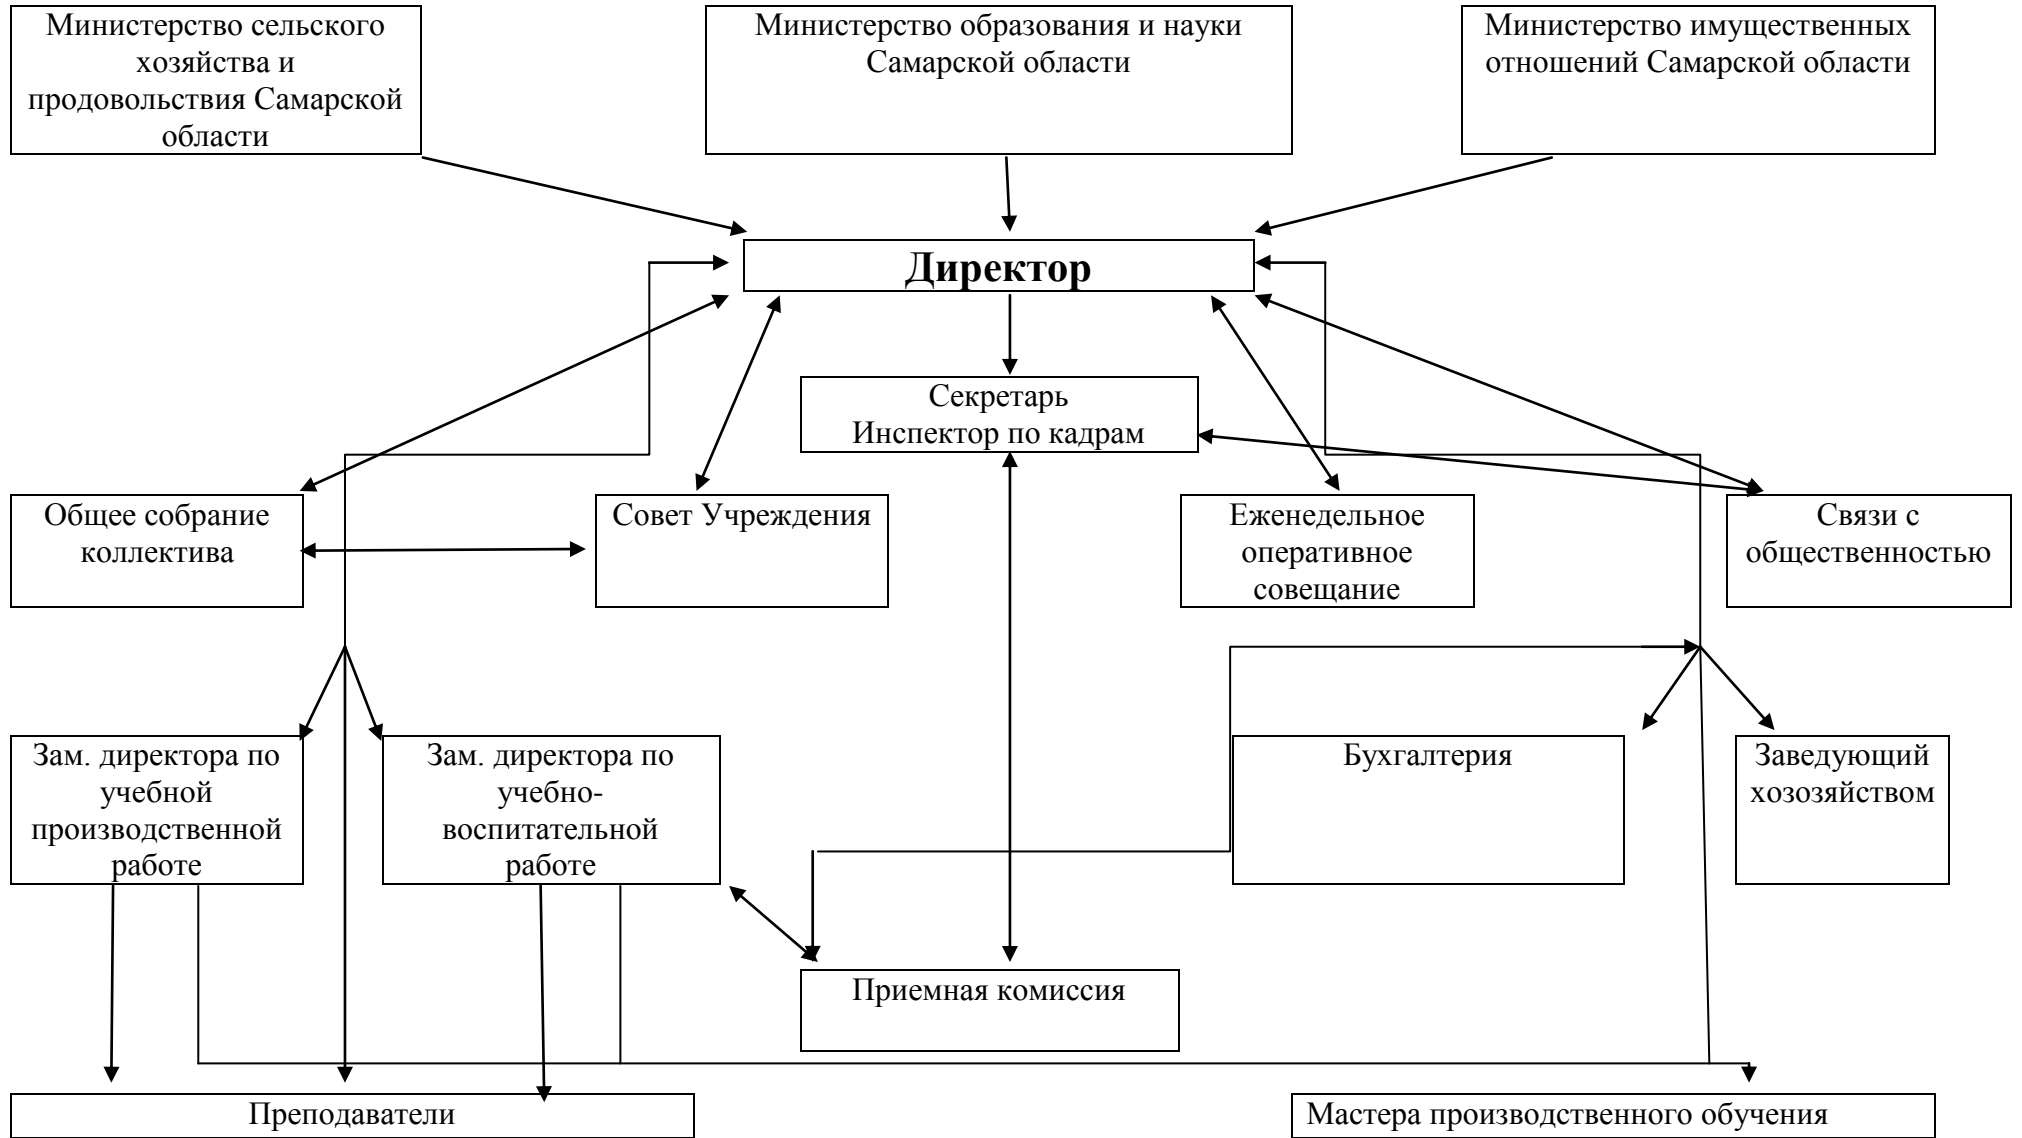 Министерство сельского
хозяйства и
продовольствия Самарской
области
Министерство образования и науки
Самарской области
Министерство имущественных
отношений Самарской области
Директор
Секретарь
Инспектор по кадрам
Общее собрание
коллектива
Совет Учреждения
Еженедельное
оперативное
совещание
Связи с
общественностью
Зам. директора по
учебной
производственной
работе
Зам. директора по
учебно-
воспитательной
работе
Бухгалтерия
Заведующий
хозозяйством
Приемная комиссия
Преподаватели
Мастера производственного обучения